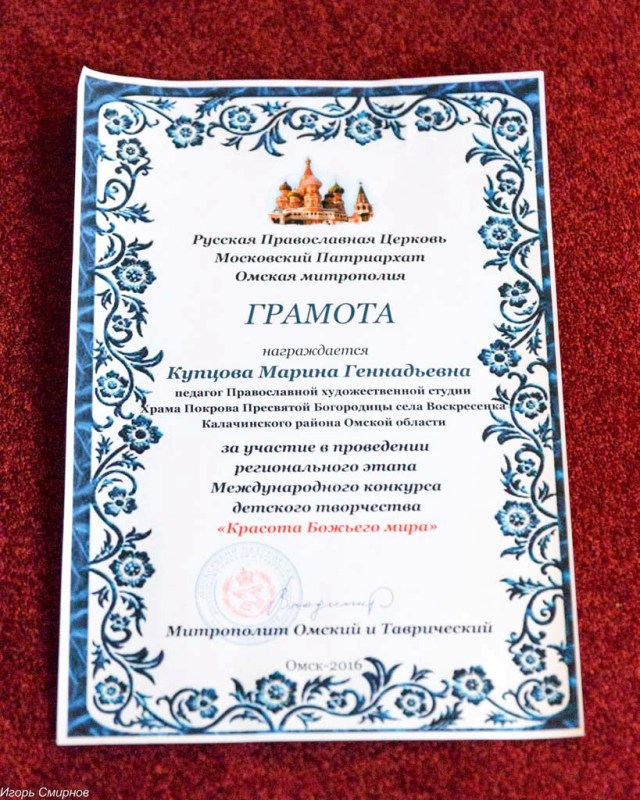 Русская Православная Церковь
Московский Патриархат
Омская митрополия
ГРАМОТА
награждается
Купцова Марина Геннадьевна
педагог Православной художественной студии
Храма Покрова Пресвятой Богородицы села Воскресенка
Калачинского района Омской области
за участие в проведении
регионального этапа
Международного конкурса
детского творчества
«Красота Божьего мира»
Митрополит Омский и Таврический
Омск-2016
Игорь Смирнов